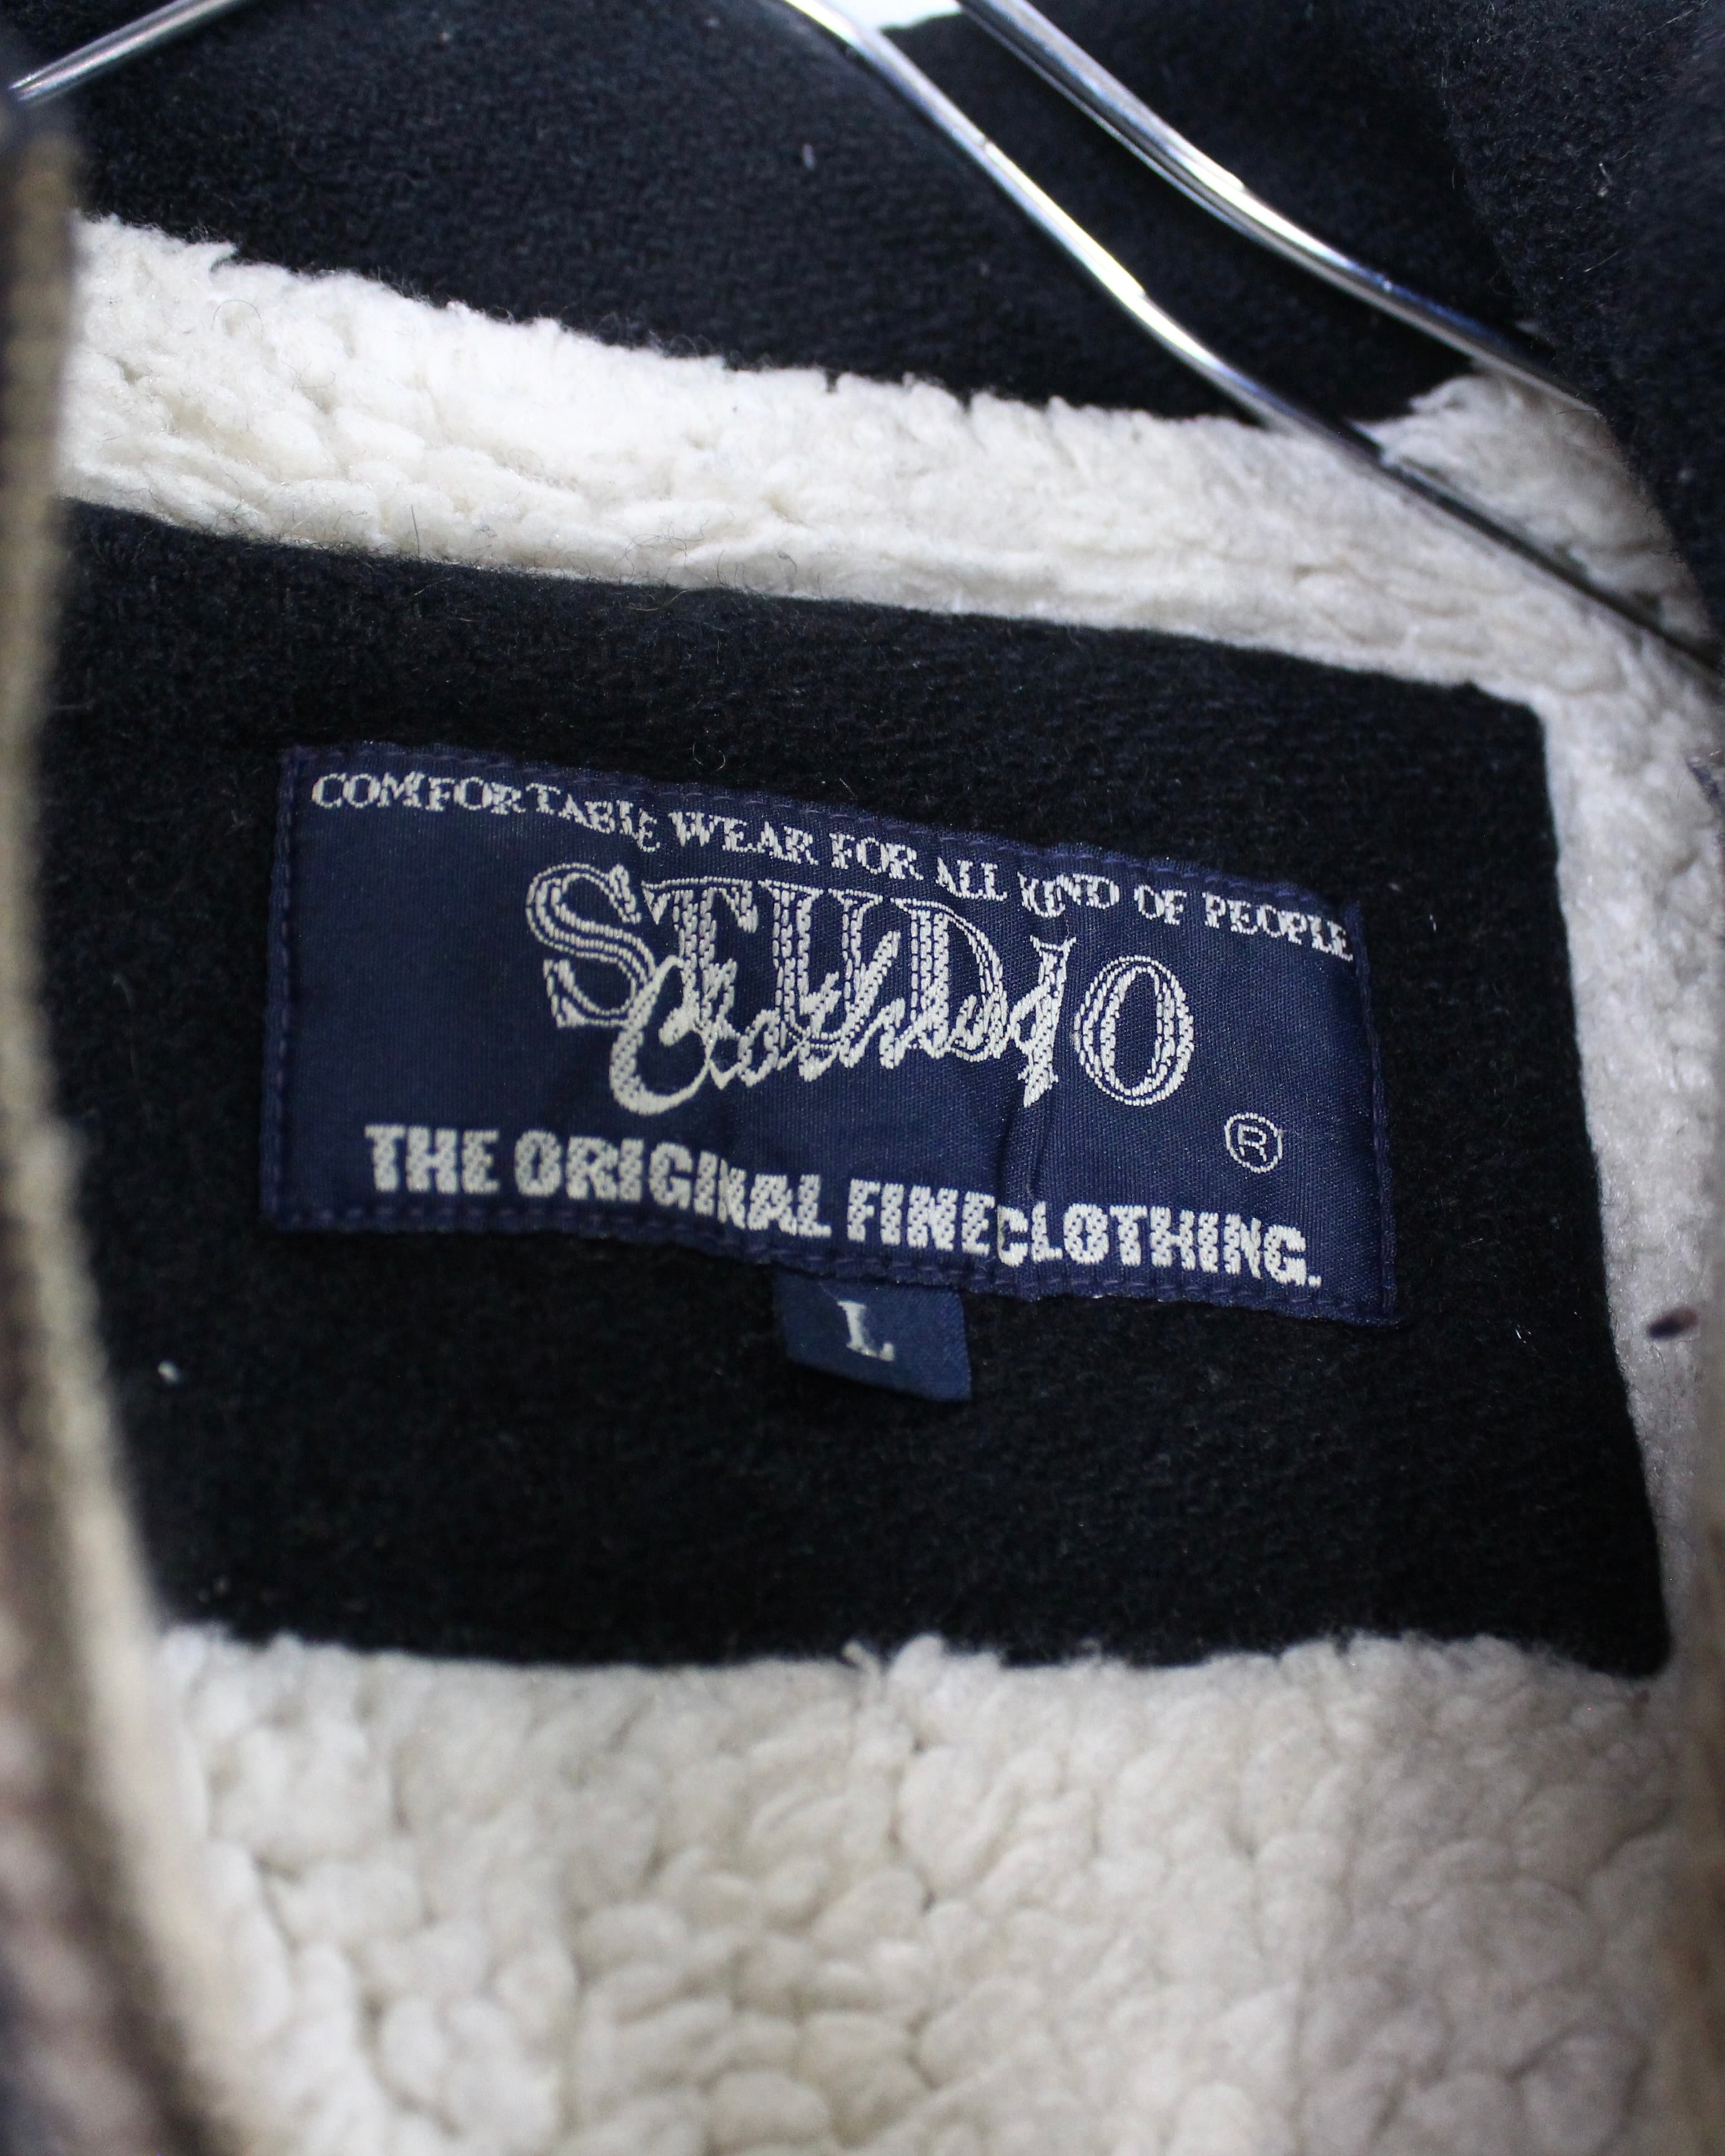 COMFORTABLE WEAR FOR ALL KIND OF PEOPLE
STUDIO
Clothing
®
THE ORIGINAL FINECLOTHING.
L